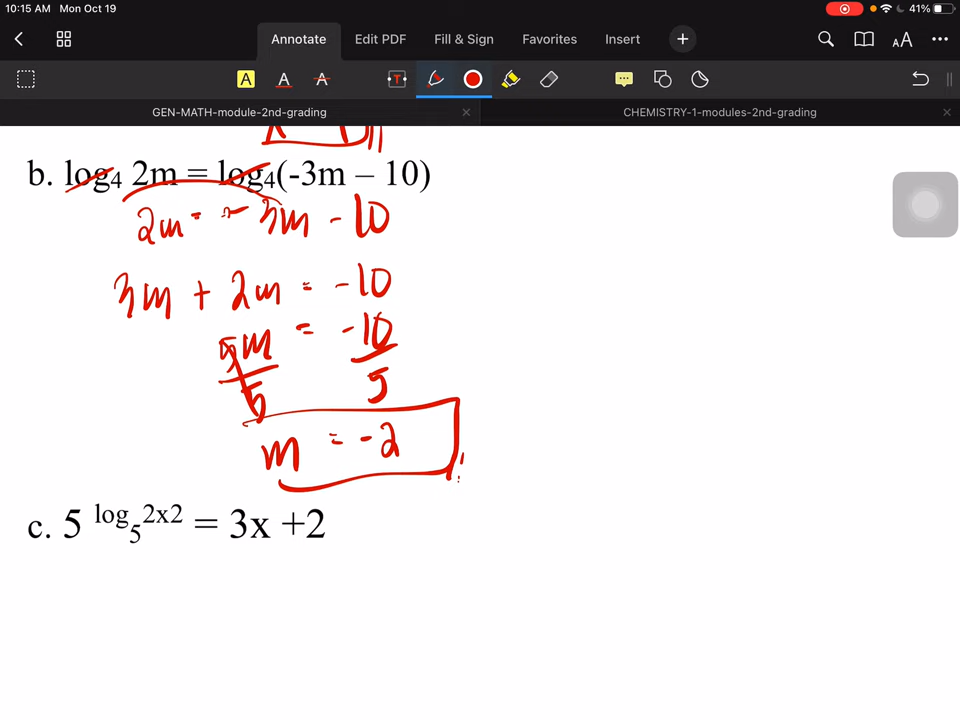 10:15 AM Mon Oct 19 41%
Annotate Edit PDF Fill & Sign Favorites Insert
A A A T
GEN-MATH-module-2nd-grading CHEMISTRY-1-modules-2nd-grading
b. log₄ 2m = log₄(-3m – 10)
2m = -3m - 10
3m + 2m = -10
5m = -10
5 5
m = -2
c. 5 log₅ 2x2 = 3x +2